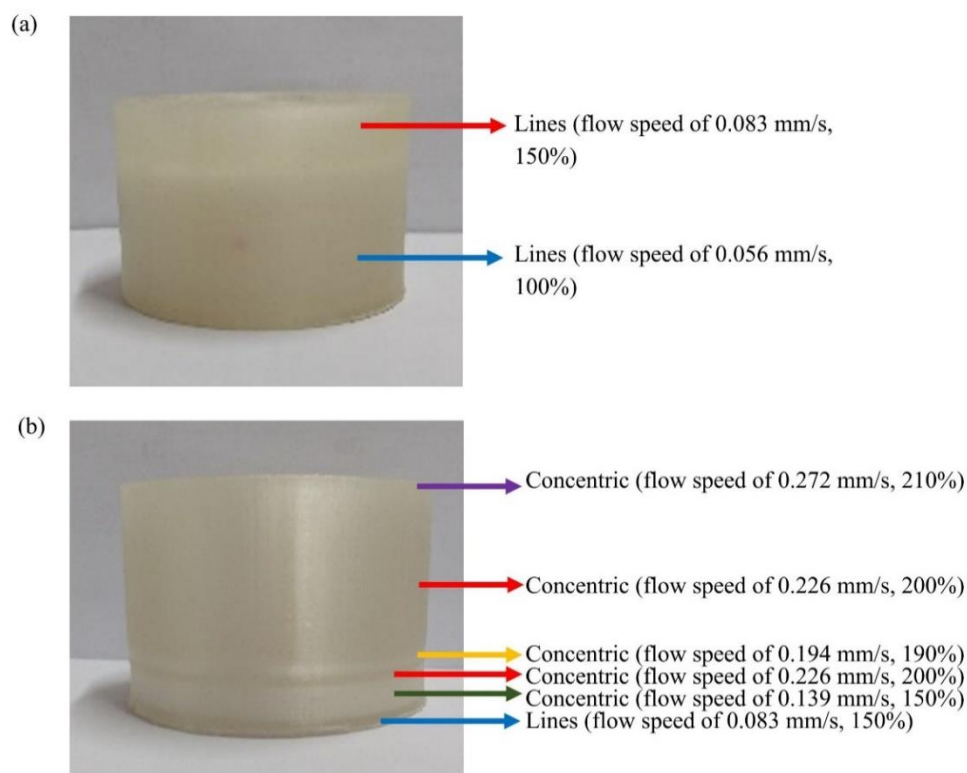 (a)
Lines (flow speed of 0.083 mm/s,
150%)
Lines (flow speed of 0.056 mm/s,
100%)
(b)
Concentric (flow speed of 0.272 mm/s, 210%)
Concentric (flow speed of 0.226 mm/s, 200%)
Concentric (flow speed of 0.194 mm/s, 190%)
Concentric (flow speed of 0.226 mm/s, 200%)
Concentric (flow speed of 0.139 mm/s, 150%)
Lines (flow speed of 0.083 mm/s, 150%)